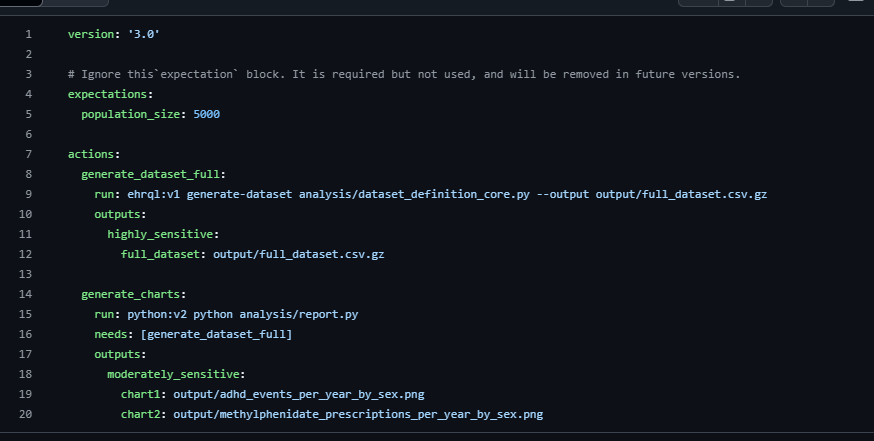 1 version: '3.0'
2
3 # Ignore this`expectation` block. It is required but not used, and will be removed in future versions.
4 expectations:
5   population_size: 5000
6
7 actions:
8   generate_dataset_full:
9     run: ehrql:v1 generate-dataset analysis/dataset_definition_core.py --output output/full_dataset.csv.gz
10     outputs:
11       highly_sensitive:
12         full_dataset: output/full_dataset.csv.gz
13
14   generate_charts:
15     run: python:v2 python analysis/report.py
16     needs: [generate_dataset_full]
17     outputs:
18       moderately_sensitive:
19         chart1: output/adhd_events_per_year_by_sex.png
20         chart2: output/methylphenidate_prescriptions_per_year_by_sex.png